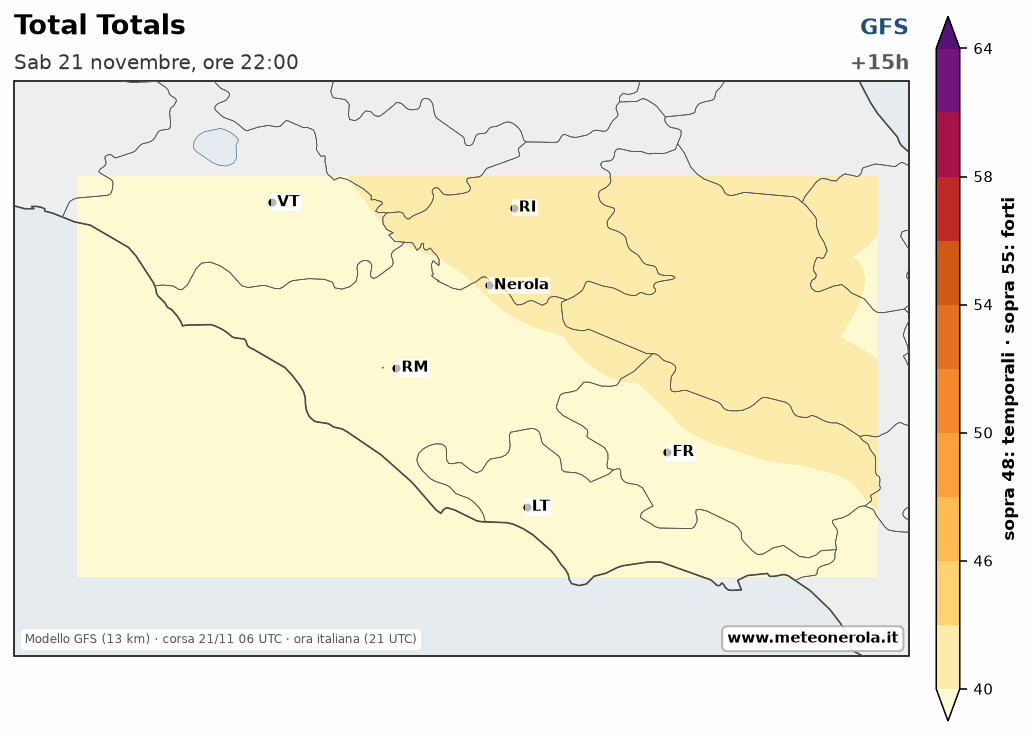 Total Totals
GFS
Sab 21 novembre, ore 22:00
+15h
VT
RI
Nerola
RM
FR
LT
Modello GFS (13 km) · corsa 21/11 06 UTC · ora italiana (21 UTC)
www.meteonerola.it
64
58
54
50
46
40
sopra 48: temporali · sopra 55: forti